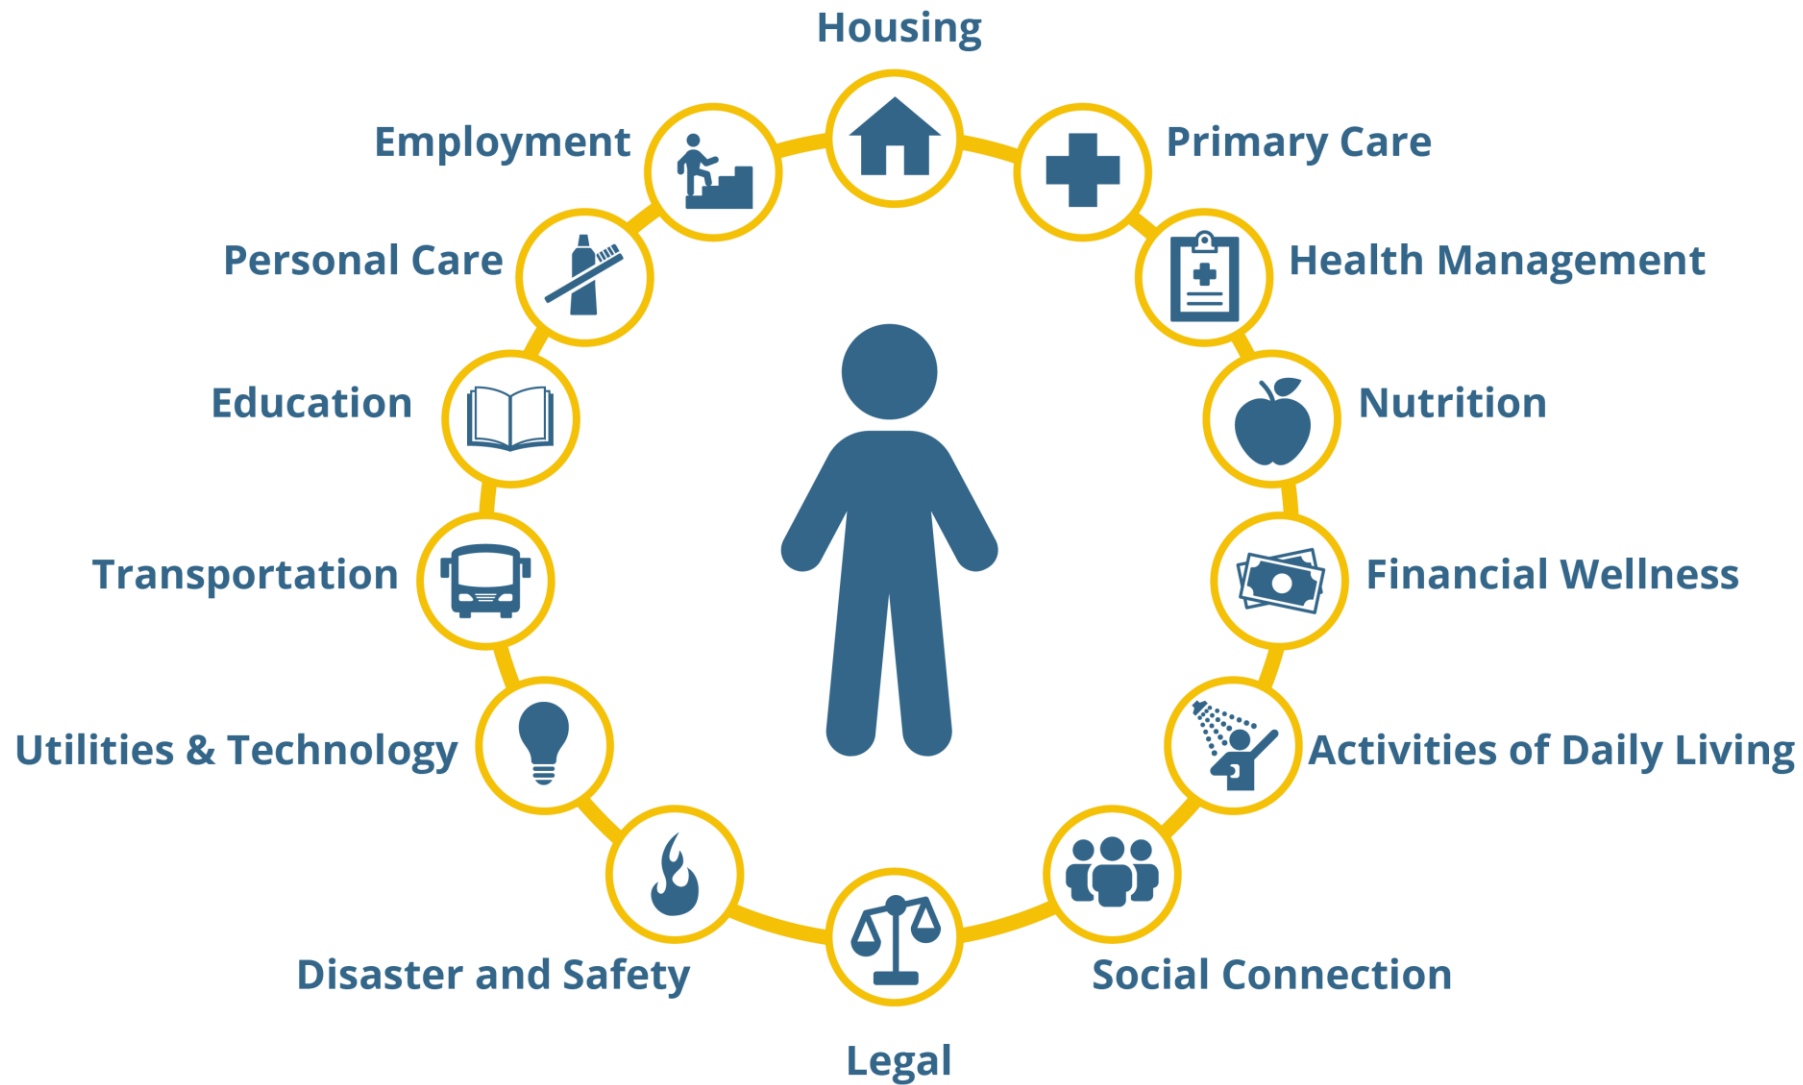 Housing
Employment
Primary Care
Personal Care
Health Management
Education
Nutrition
Transportation
Financial Wellness
Utilities & Technology
Activities of Daily Living
Disaster and Safety
Social Connection
Legal